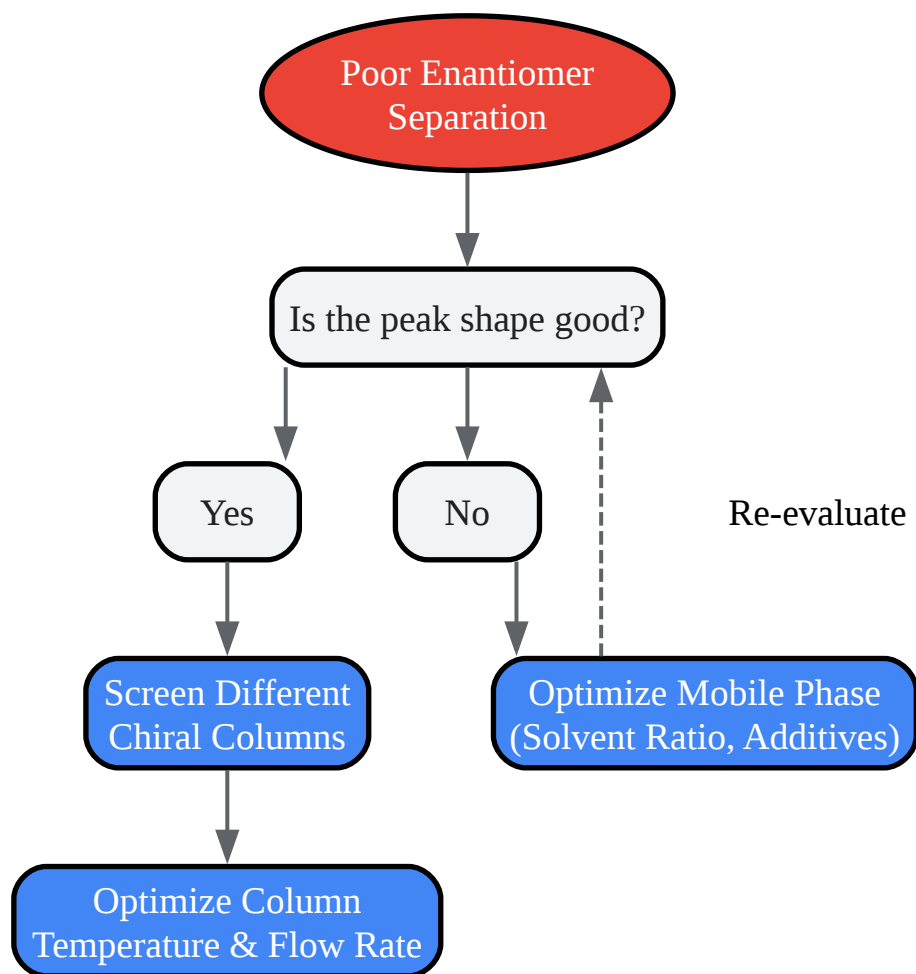 Poor Enantiomer
Separation
Is the peak shape good?
Yes
No
Re-evaluate
Screen Different
Chiral Columns
Optimize Mobile Phase
(Solvent Ratio, Additives)
Optimize Column
Temperature & Flow Rate